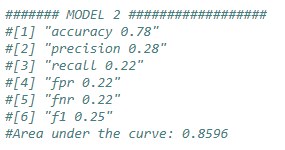 ####### MODEL 2 ##################
#[1] "accuracy 0.78"
#[2] "precision 0.28"
#[3] "recall 0.22"
#[4] "fpr 0.22"
#[5] "fnr 0.22"
#[6] "f1 0.25"
#Area under the curve: 0.8596